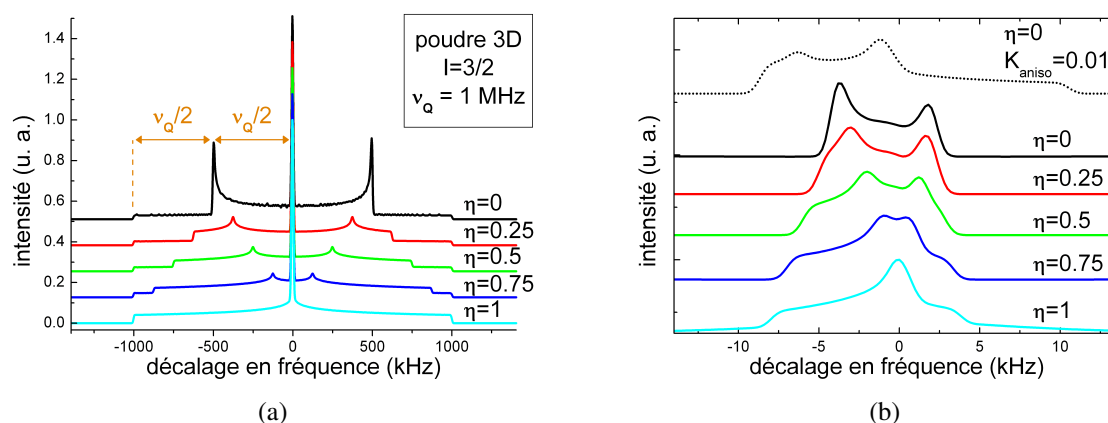 poudre 3D
I=3/2
νQ = 1 MHz
νQ/2
νQ/2
η=0
η=0.25
η=0.5
η=0.75
η=1
1.4
1.2
1.0
0.8
0.6
0.4
0.2
0.0
intensité (u. a.)
-1000
-500
0
500
1000
décalage en fréquence (kHz)
(a)
η=0
Kaniso=0.01
η=0
η=0.25
η=0.5
η=0.75
η=1
intensité (u. a.)
-10
-5
0
5
10
décalage en fréquence (kHz)
(b)